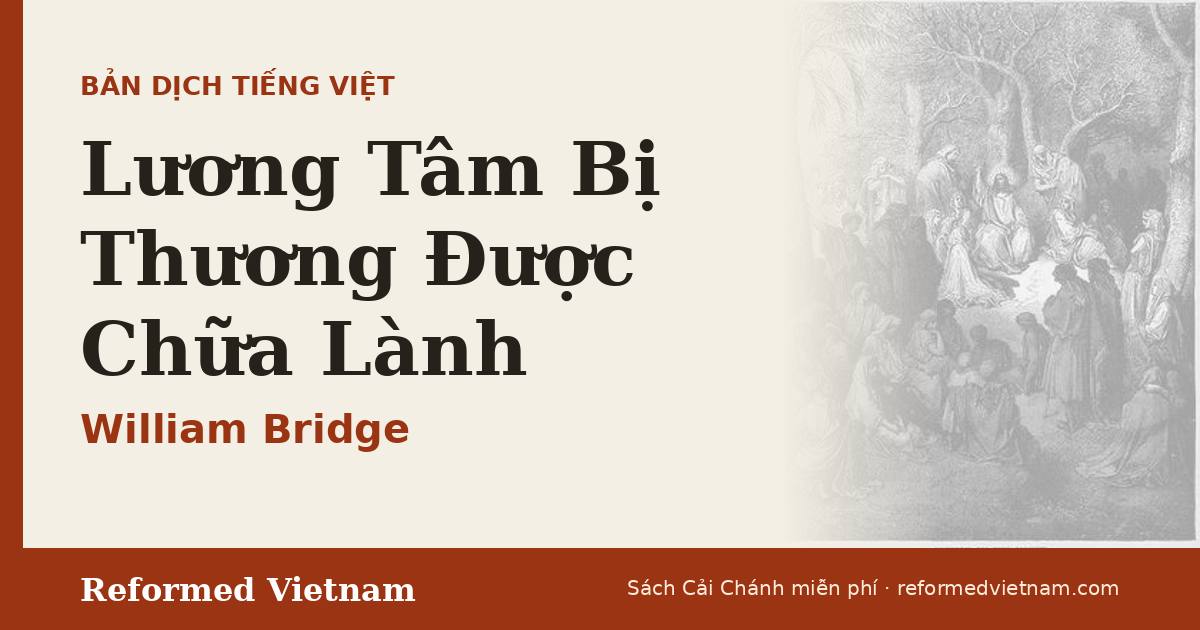 BẢN DỊCH TIẾNG VIỆT
Lương Tâm Bị
Thương Được
Chữa Lành
William Bridge
Reformed Vietnam
Sách Cải Chánh miễn phí · reformedvietnam.com